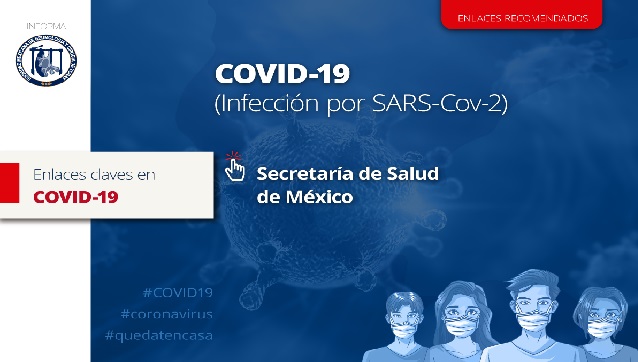 INFORMA
ENLACES RECOMENDADOS
COVID-19
(Infección por SARS-Cov-2)
Enlaces claves en
COVID-19
Secretaría de Salud
de México
#COVID19
#coronavirus
#quedatencasa